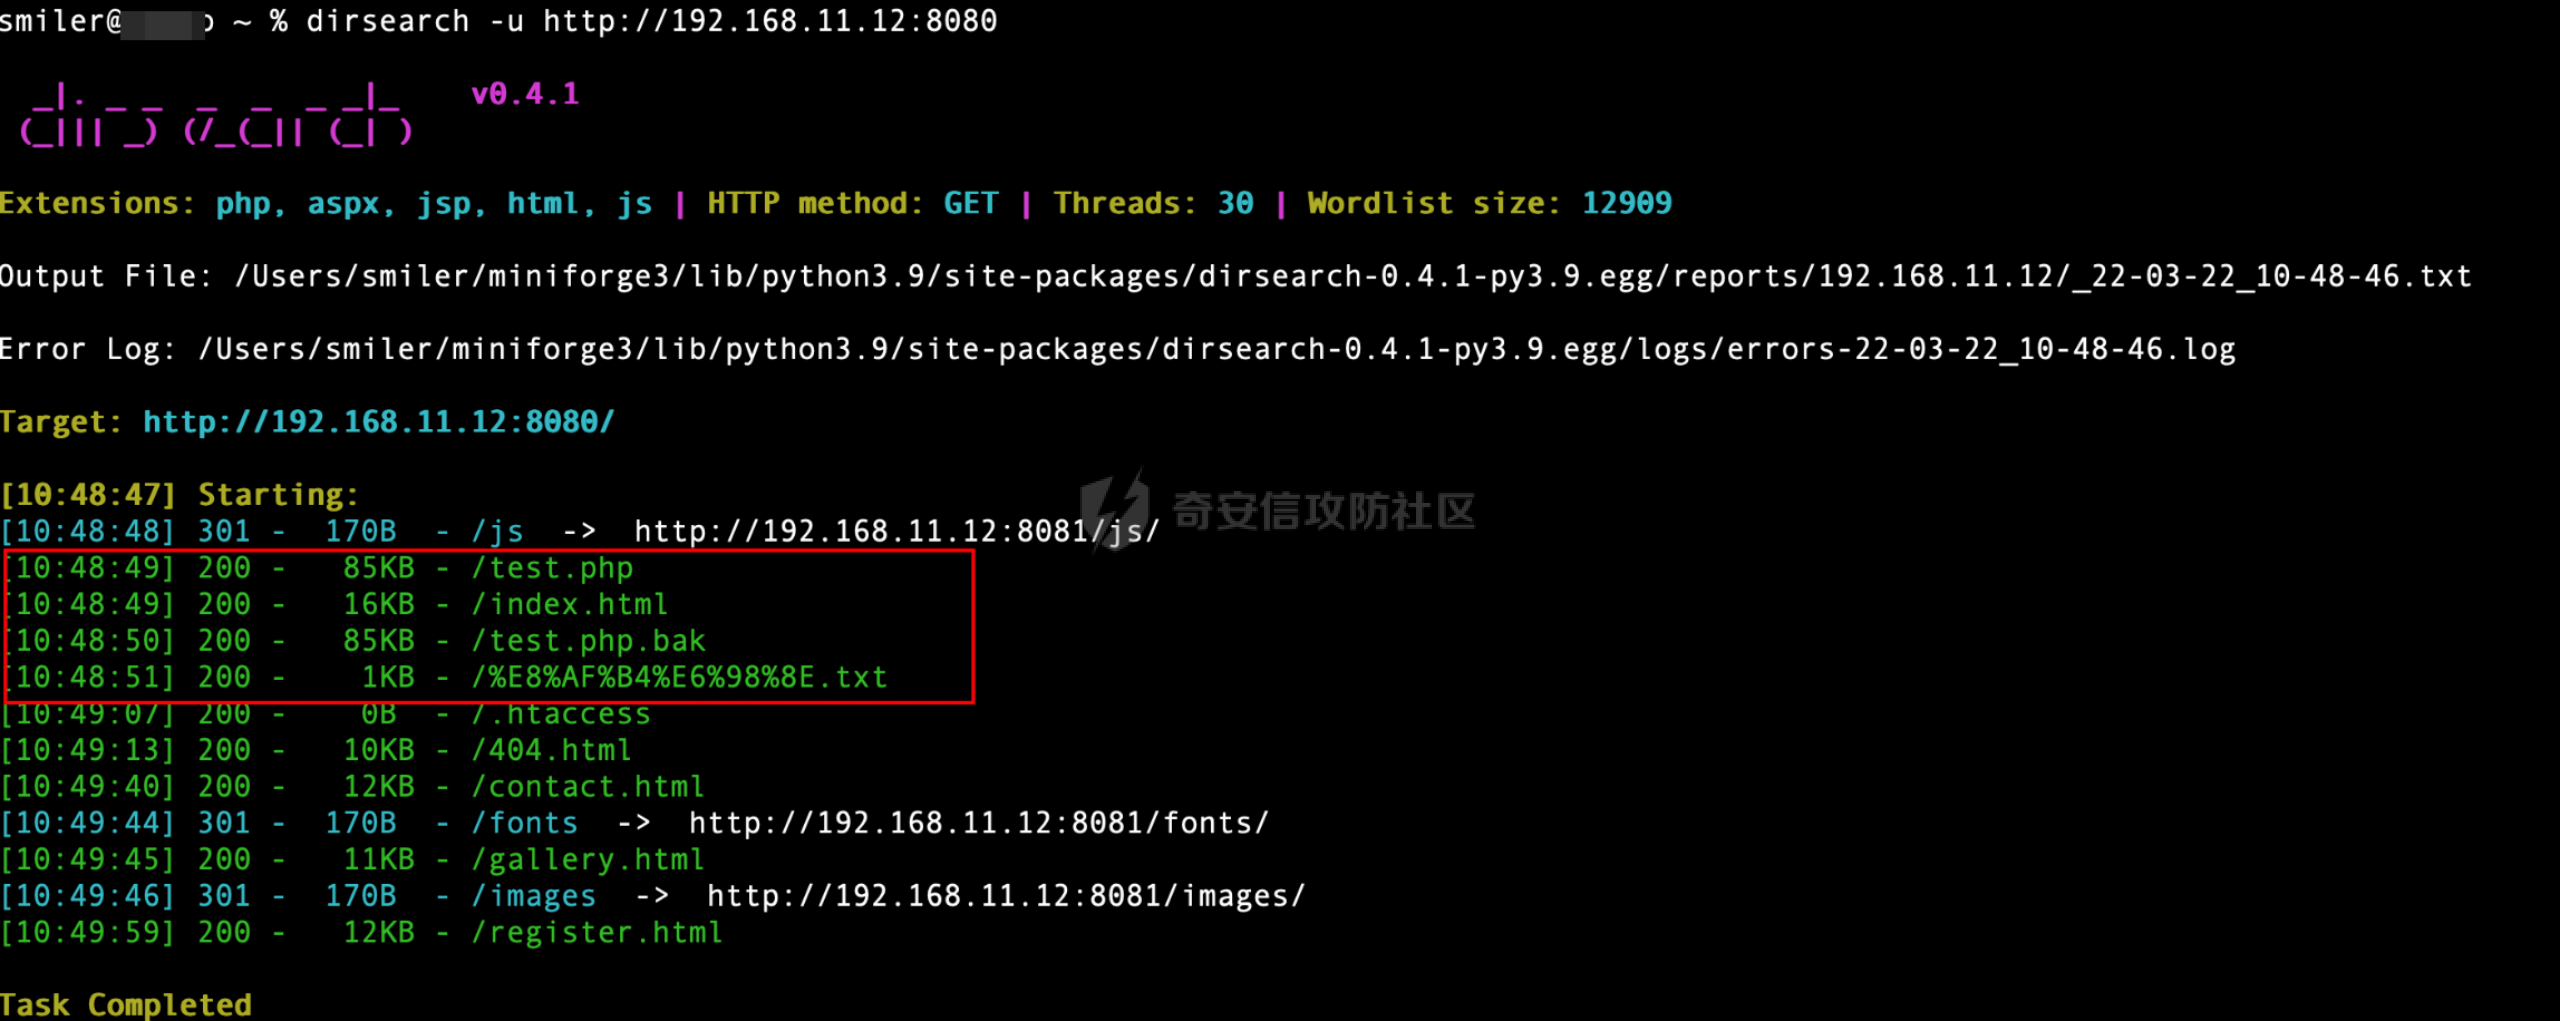 smiler@ ~ % dirsearch -u http://192.168.11.12:8080
v0.4.1
Extensions: php, aspx, jsp, html, js | HTTP method: GET | Threads: 30 | Wordlist size: 12909
Output File: /Users/smiler/miniforge3/lib/python3.9/site-packages/dirsearch-0.4.1-py3.9.egg/reports/192.168.11.12/_22-03-22_10-48-46.txt
Error Log: /Users/smiler/miniforge3/lib/python3.9/site-packages/dirsearch-0.4.1-py3.9.egg/logs/errors-22-03-22_10-48-46.log
Target: http://192.168.11.12:8080/
[10:48:47] Starting:
奇安信攻防社区
[10:48:48] 301 - 170B - /js -> http://192.168.11.12:8081/js/
[10:48:49] 200 - 85KB - /test.php
[10:48:49] 200 - 16KB - /index.html
[10:48:50] 200 - 85KB - /test.php.bak
[10:48:51] 200 - 1KB - /%E8%AF%B4%E6%98%8E.txt
[10:49:07] 200 - 0B - /.htaccess
[10:49:13] 200 - 10KB - /404.html
[10:49:40] 200 - 12KB - /contact.html
[10:49:44] 301 - 170B - /fonts -> http://192.168.11.12:8081/fonts/
[10:49:45] 200 - 11KB - /gallery.html
[10:49:46] 301 - 170B - /images -> http://192.168.11.12:8081/images/
[10:49:59] 200 - 12KB - /register.html
Task Completed